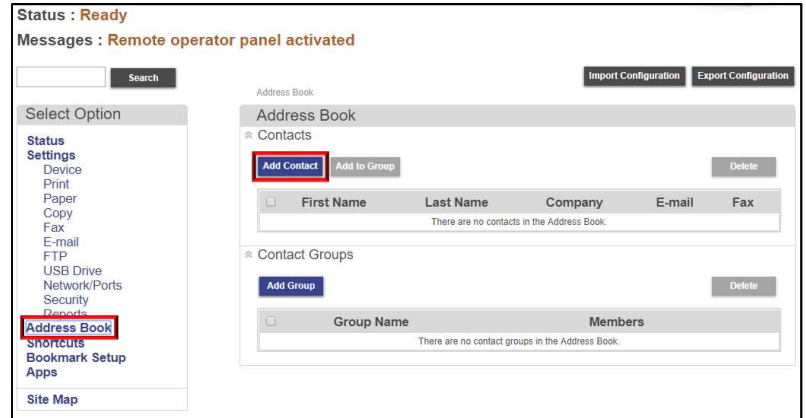 Status : Ready
Messages : Remote operator panel activated
Search
Import Configuration Export Configuration
Address Book
Select Option
Status
Settings
Device
Print
Paper
Copy
Fax
E-mail
FTP
USB Drive
Network/Ports
Security
Reports
Address Book
Shortcuts
Bookmark Setup
Apps
Site Map
Address Book
Contacts
Add Contact Add to Group Delete
First Name Last Name Company E-mail Fax
There are no contacts in the Address Book.
Contact Groups
Add Group Delete
Group Name Members
There are no contact groups in the Address Book.